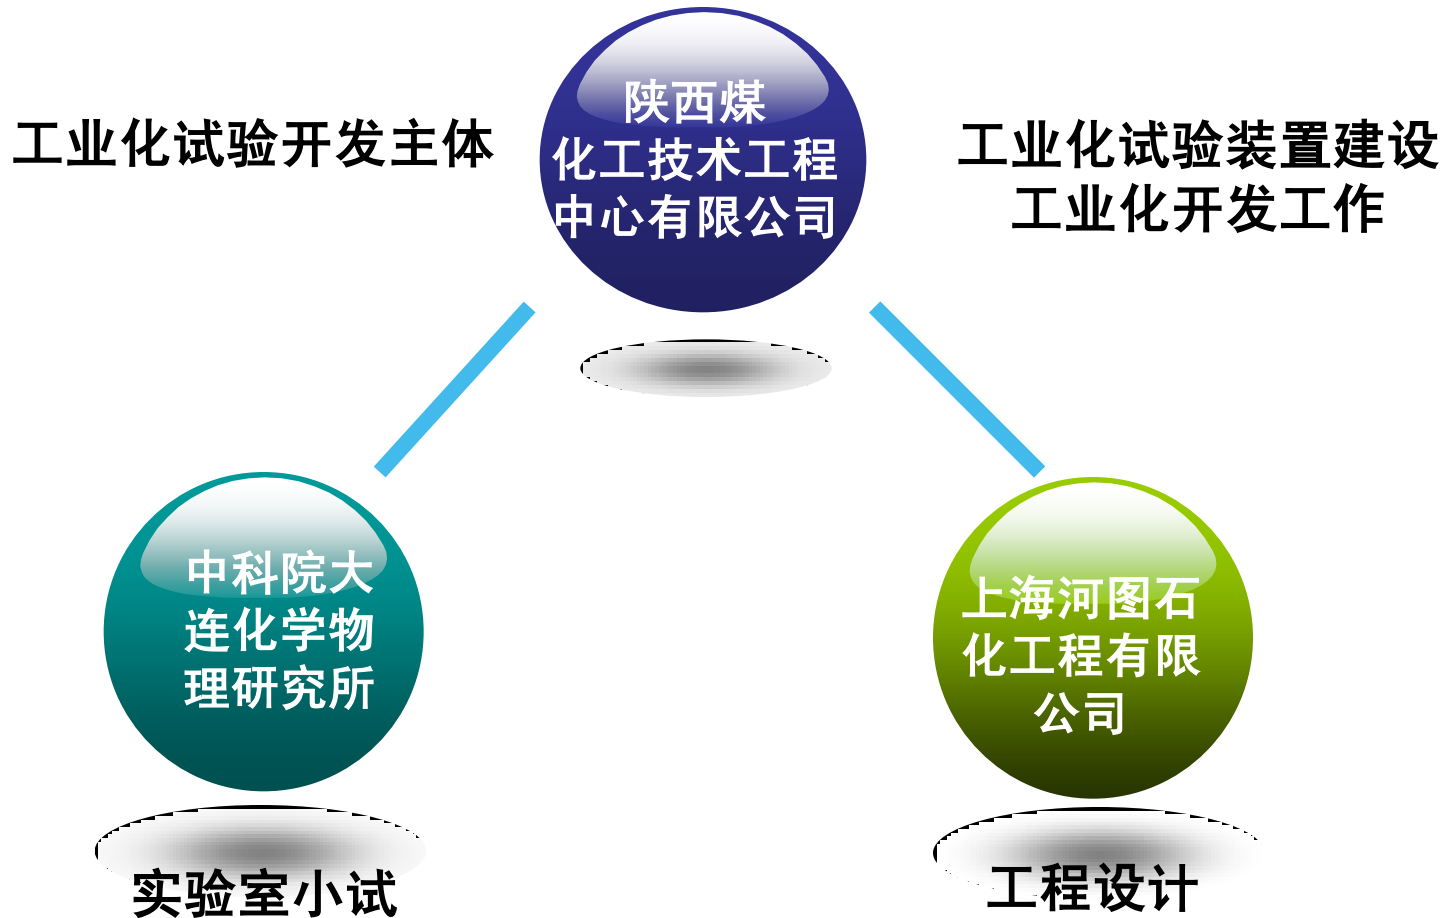 陕西煤
化工技术工程
中心有限公司
工业化试验开发主体
工业化试验装置建设
工业化开发工作
中科院大
连化学物
理研究所
上海河图石
化工程有限
公司
实验室小试
工程设计